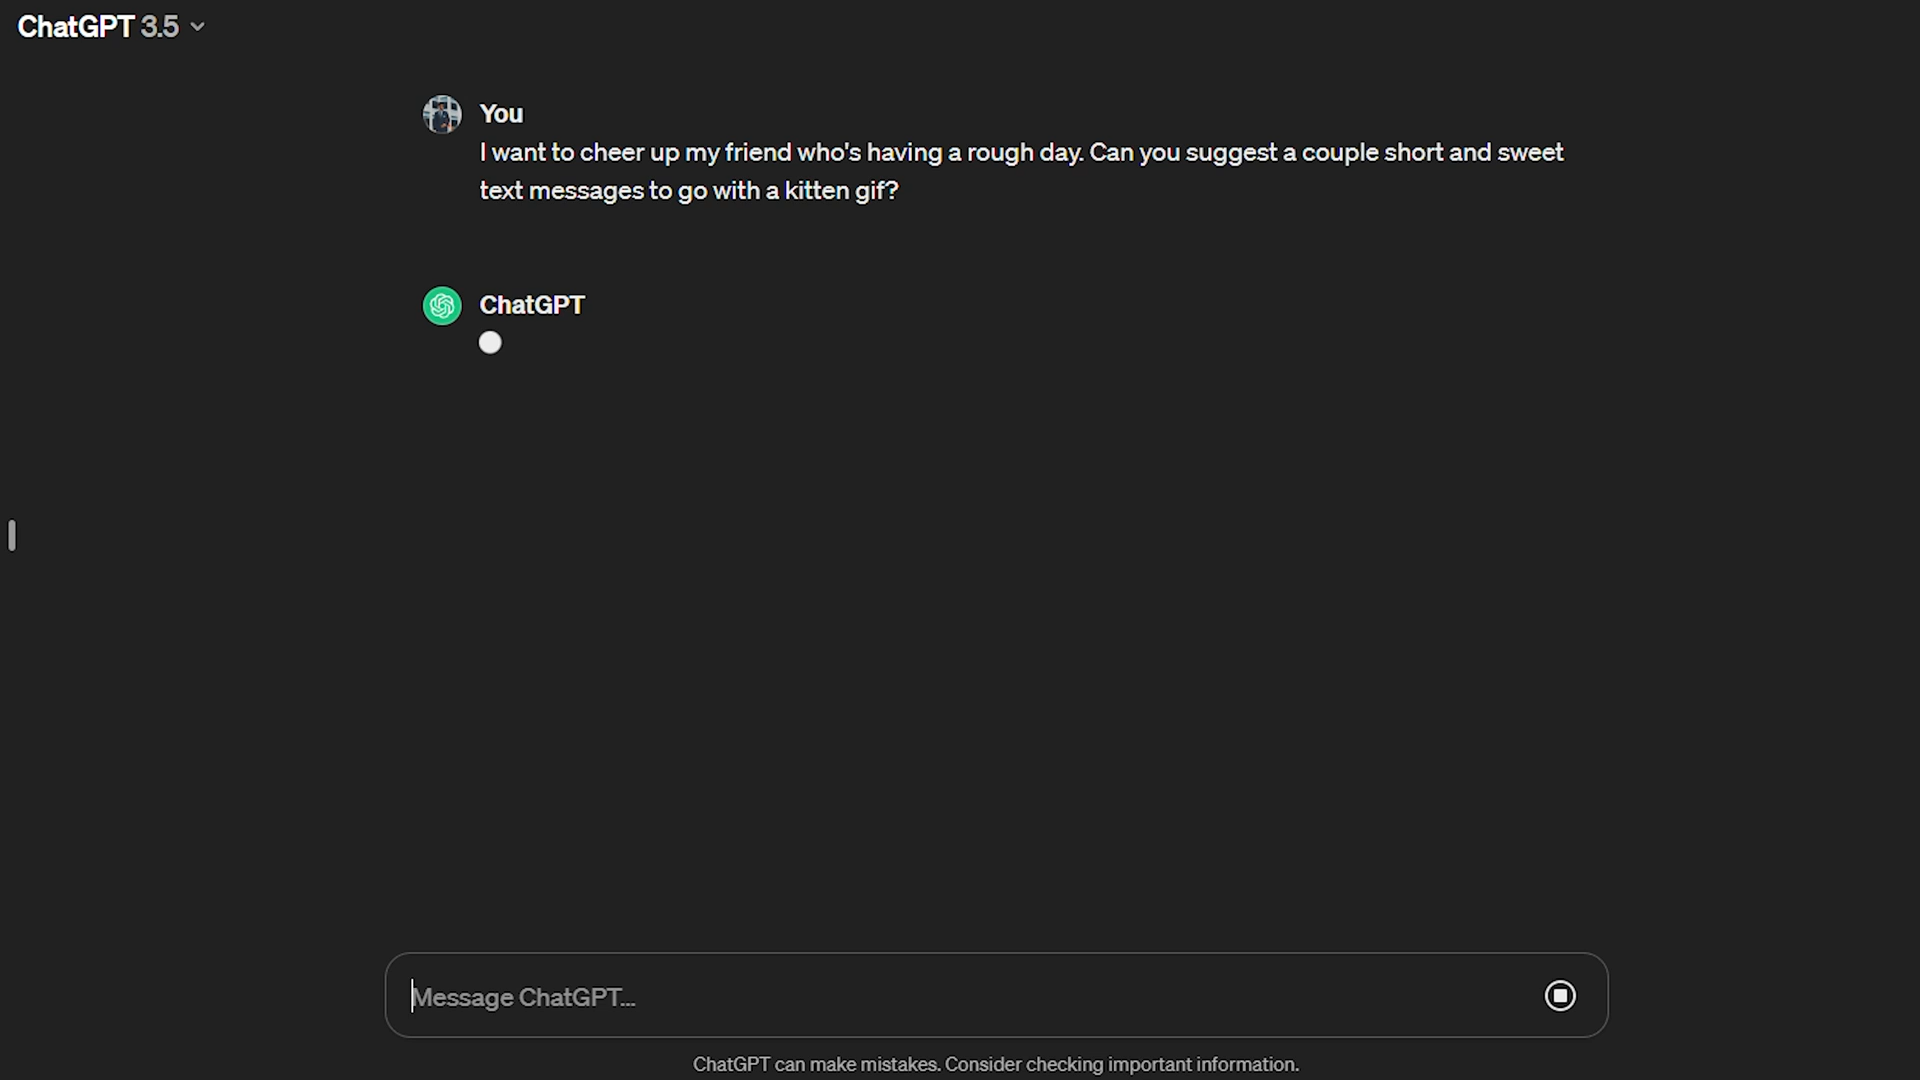 ChatGPT 3.5
You
I want to cheer up my friend who's having a rough day. Can you suggest a couple short and sweet
text messages to go with a kitten gif?
ChatGPT
Message ChatGPT...
ChatGPT can make mistakes. Consider checking important information.